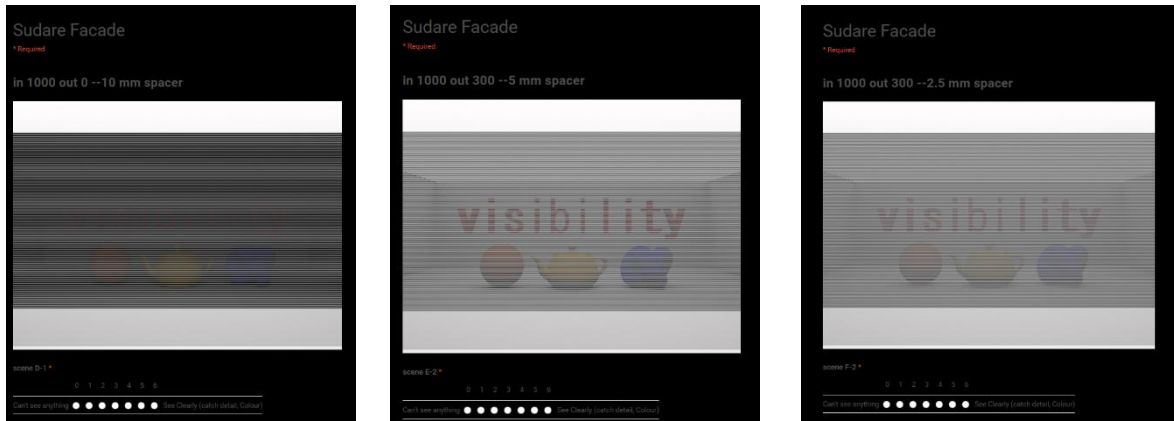 Sudare Facade
* Required
in 1000 out 0 --10 mm spacer
scene D-1 *
0 1 2 3 4 5 6
Can't see anything See Clearly (catch detail, Colour)
Sudare Facade
* Required
in 1000 out 300 --5 mm spacer
visibility
scene E-2 *
0 1 2 3 4 5 6
Can't see anything See Clearly (catch detail, Colour)
Sudare Facade
* Required
in 1000 out 300 --2.5 mm spacer
visibility
scene F-2 *
0 1 2 3 4 5 6
Can't see anything See Clearly (catch detail, Colour)